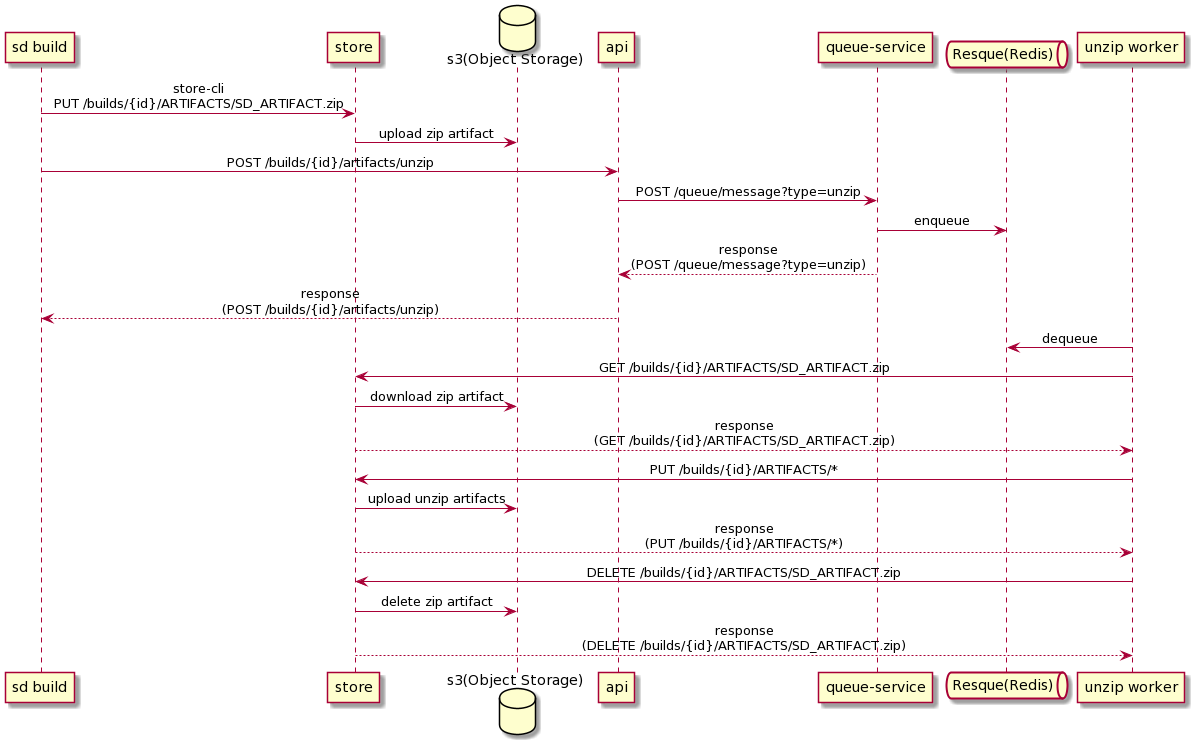 sd build
store
s3(Object Storage)
api
queue-service
Resque(Redis)
unzip worker
store-cli
PUT /builds/{id}/ARTIFACTS/SD_ARTIFACT.zip
upload zip artifact
POST /builds/{id}/artifacts/unzip
POST /queue/message?type=unzip
enqueue
response
(POST /queue/message?type=unzip)
response
(POST /builds/{id}/artifacts/unzip)
dequeue
GET /builds/{id}/ARTIFACTS/SD_ARTIFACT.zip
download zip artifact
response
(GET /builds/{id}/ARTIFACTS/SD_ARTIFACT.zip)
PUT /builds/{id}/ARTIFACTS/*
upload unzip artifacts
response
(PUT /builds/{id}/ARTIFACTS/*)
DELETE /builds/{id}/ARTIFACTS/SD_ARTIFACT.zip
delete zip artifact
response
(DELETE /builds/{id}/ARTIFACTS/SD_ARTIFACT.zip)
sd build
store
s3(Object Storage)
api
queue-service
Resque(Redis)
unzip worker